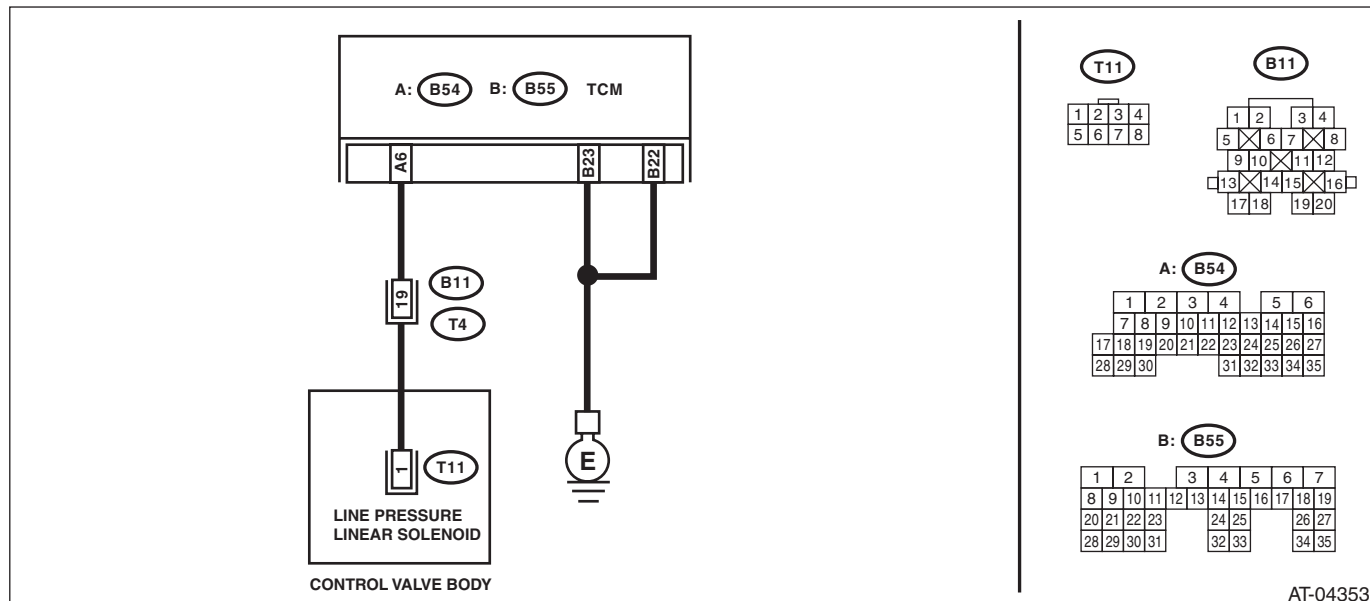 A: B54 B: B55 TCM
A6 B23 B22
19
B11
T4
1
T11
LINE PRESSURE
LINEAR SOLENOID
CONTROL VALVE BODY
E
T11
1 2 3 4
5 6 7 8
B11
1 2 3 4
5 6 7 8
9 10 11 12
13 14 15 16
17 18 19 20
A: B54
1 2 3 4 5 6
7 8 9 10 11 12 13 14 15 16
17 18 19 20 21 22 23 24 25 26 27
28 29 30 31 32 33 34 35
B: B55
1 2 3 4 5 6 7
8 9 10 11 12 13 14 15 16 17 18 19
20 21 22 23 24 25 26 27
28 29 30 31 32 33 34 35
AT-04353